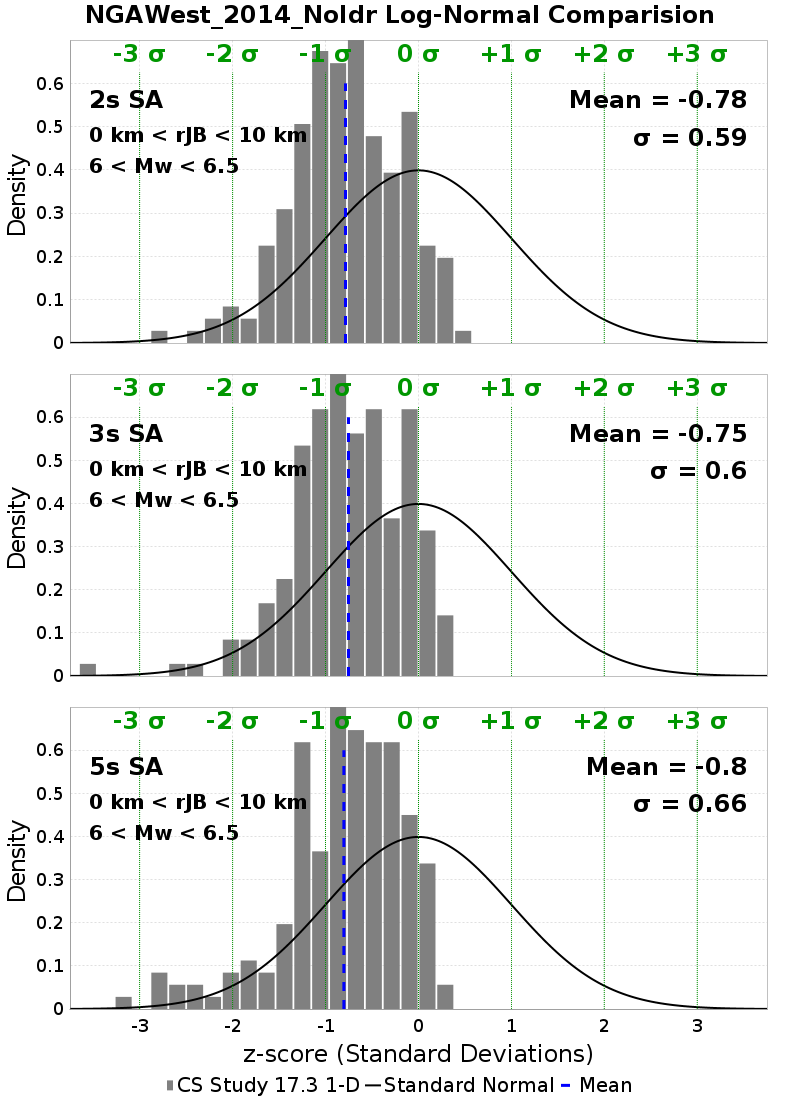 NGAWest_2014_NoIdr Log-Normal Comparision
-3 σ -2 σ -1 σ 0 σ +1 σ +2 σ +3 σ
2s SA
0 km < rJB < 10 km
6 < Mw < 6.5
Mean = -0.78
σ = 0.59
Density
0.6
0.5
0.4
0.3
0.2
0.1
0
-3 σ -2 σ -1 σ 0 σ +1 σ +2 σ +3 σ
3s SA
0 km < rJB < 10 km
6 < Mw < 6.5
Mean = -0.75
σ = 0.6
Density
0.6
0.5
0.4
0.3
0.2
0.1
0
-3 σ -2 σ -1 σ 0 σ +1 σ +2 σ +3 σ
5s SA
0 km < rJB < 10 km
6 < Mw < 6.5
Mean = -0.8
σ = 0.66
Density
0.6
0.5
0.4
0.3
0.2
0.1
0
-3 -2 -1 0 1 2 3
z-score (Standard Deviations)
CS Study 17.3 1-D Standard Normal Mean